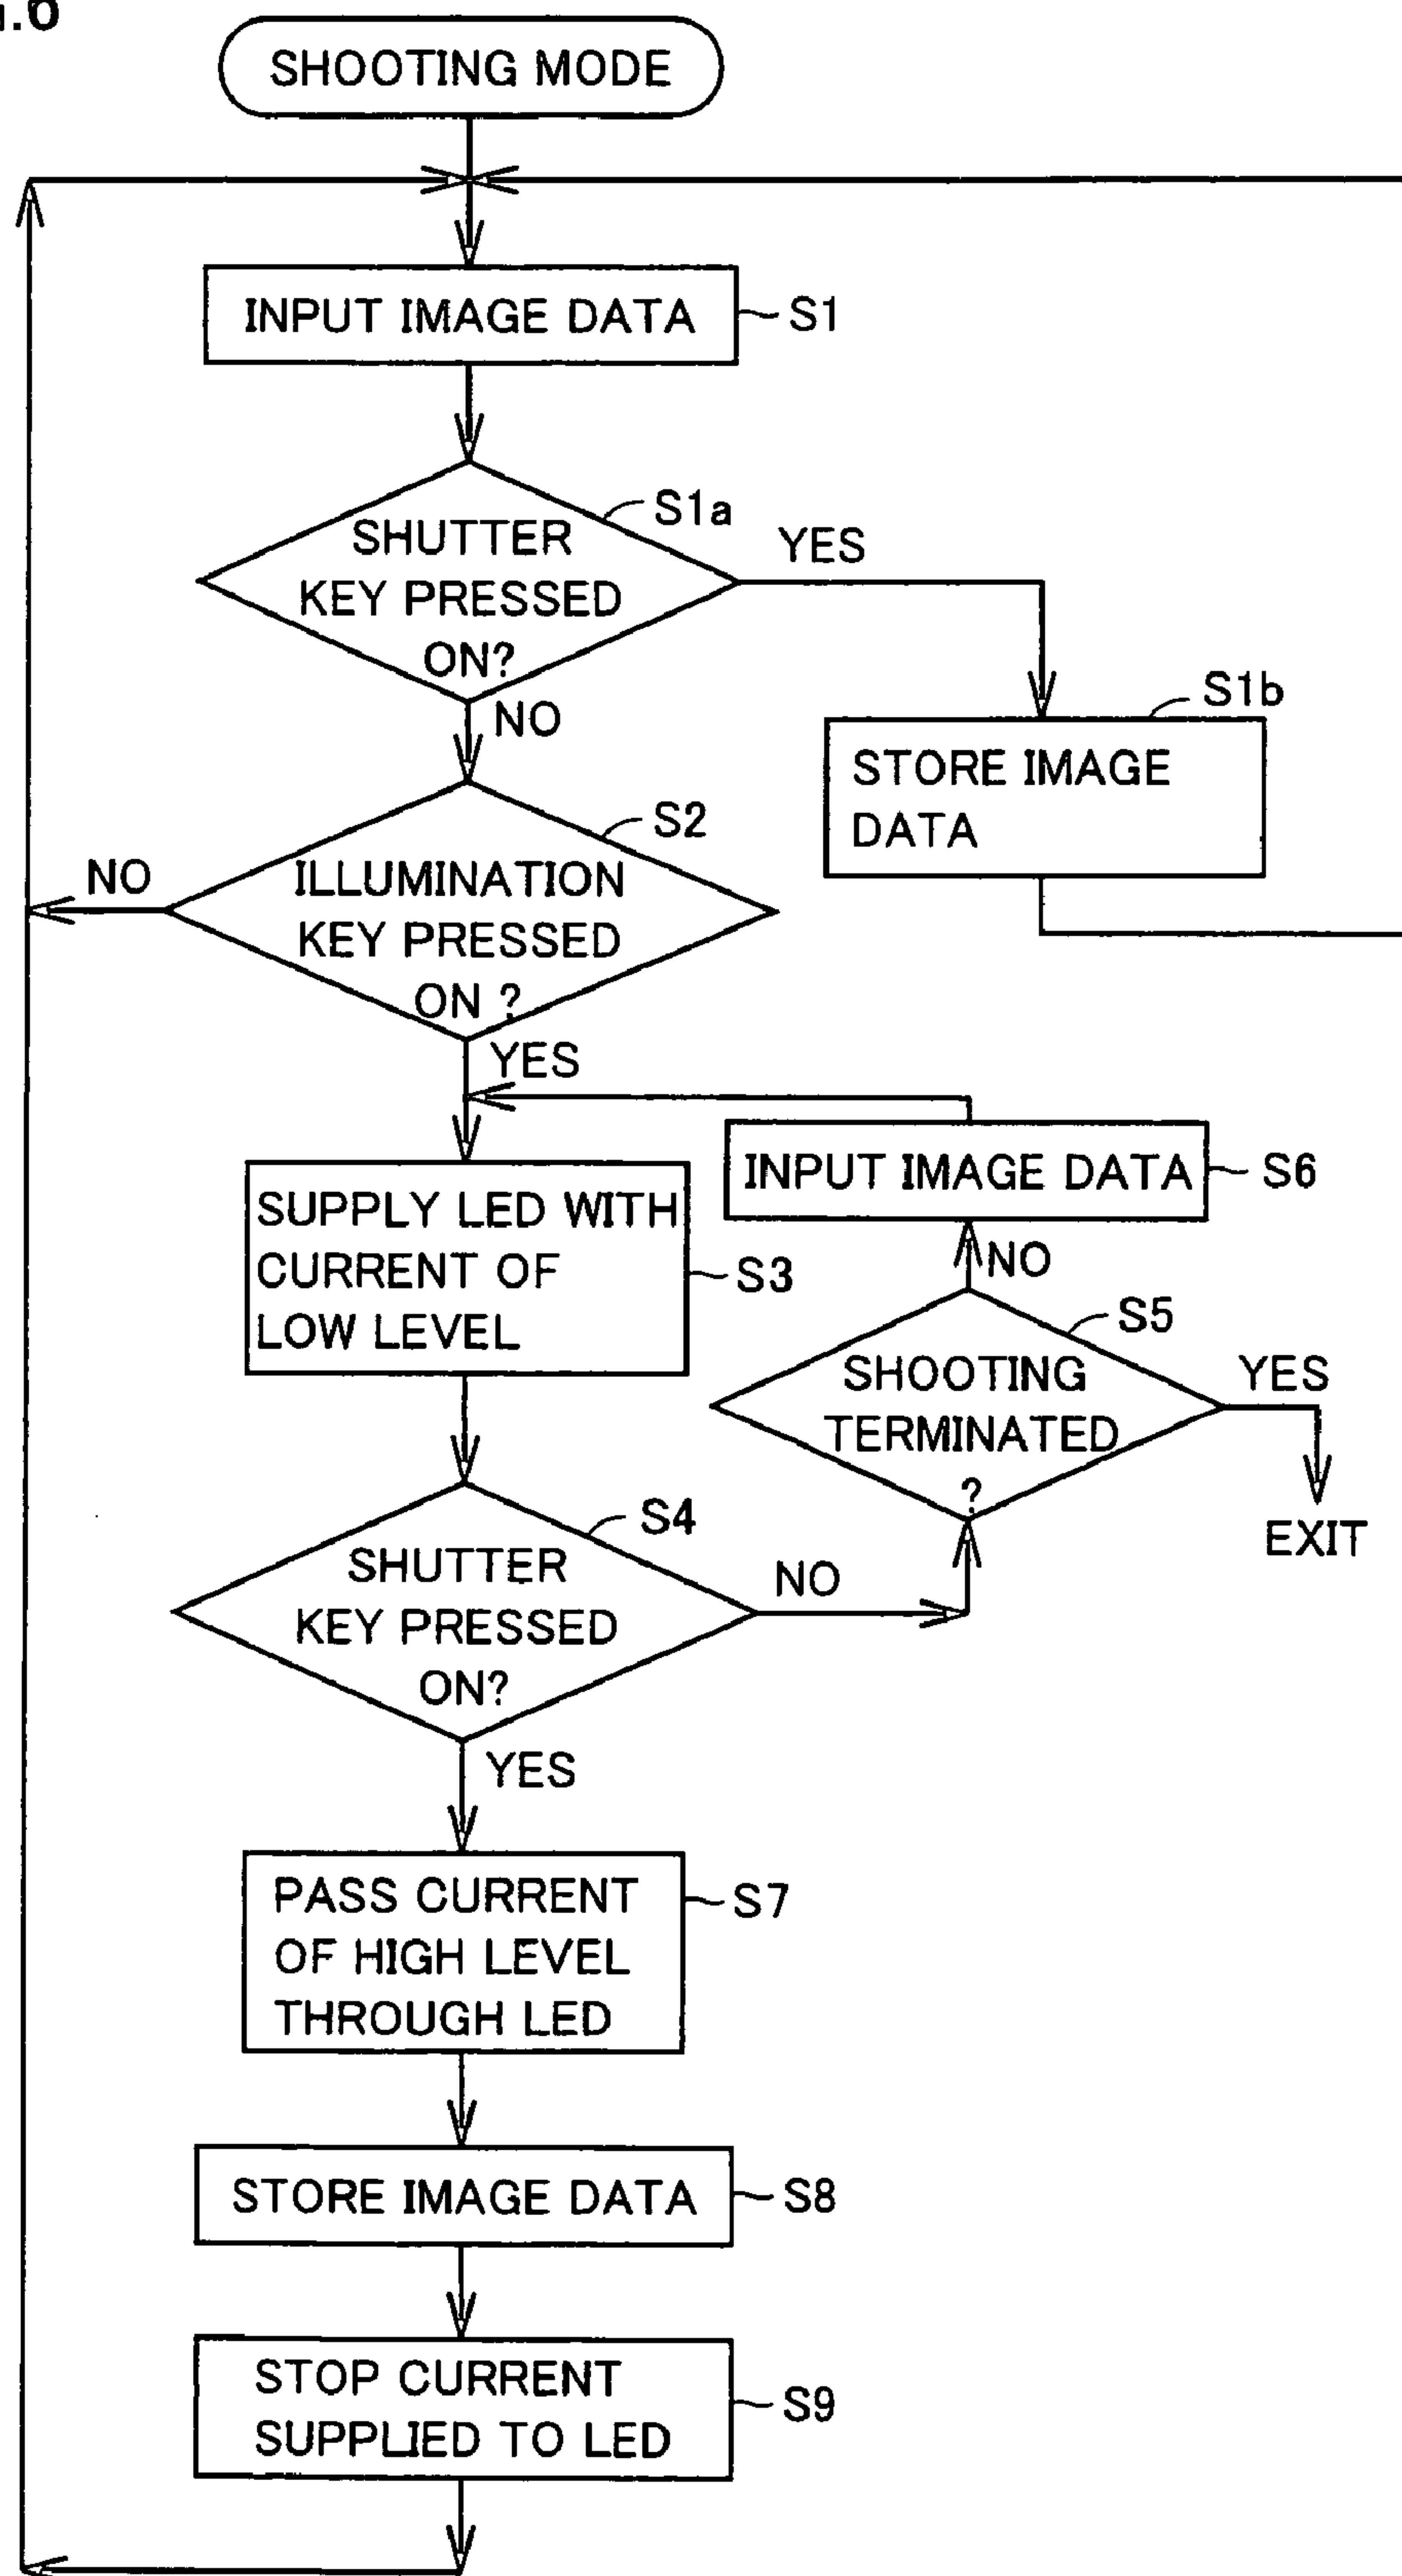 SHOOTING MODE
INPUT IMAGE DATA
S1
S1a
SHUTTER
KEY PRESSED
ON?
YES
NO
S1b
STORE IMAGE
DATA
S2
ILLUMINATION
KEY PRESSED
ON ?
NO
YES
INPUT IMAGE DATA
S6
SUPPLY LED WITH
CURRENT OF
LOW LEVEL
S3
NO
S5
SHOOTING
TERMINATED
?
YES
EXIT
S4
SHUTTER
KEY PRESSED
ON?
NO
YES
PASS CURRENT
OF HIGH LEVEL
THROUGH LED
S7
STORE IMAGE DATA
S8
STOP CURRENT
SUPPLIED TO LED
S9